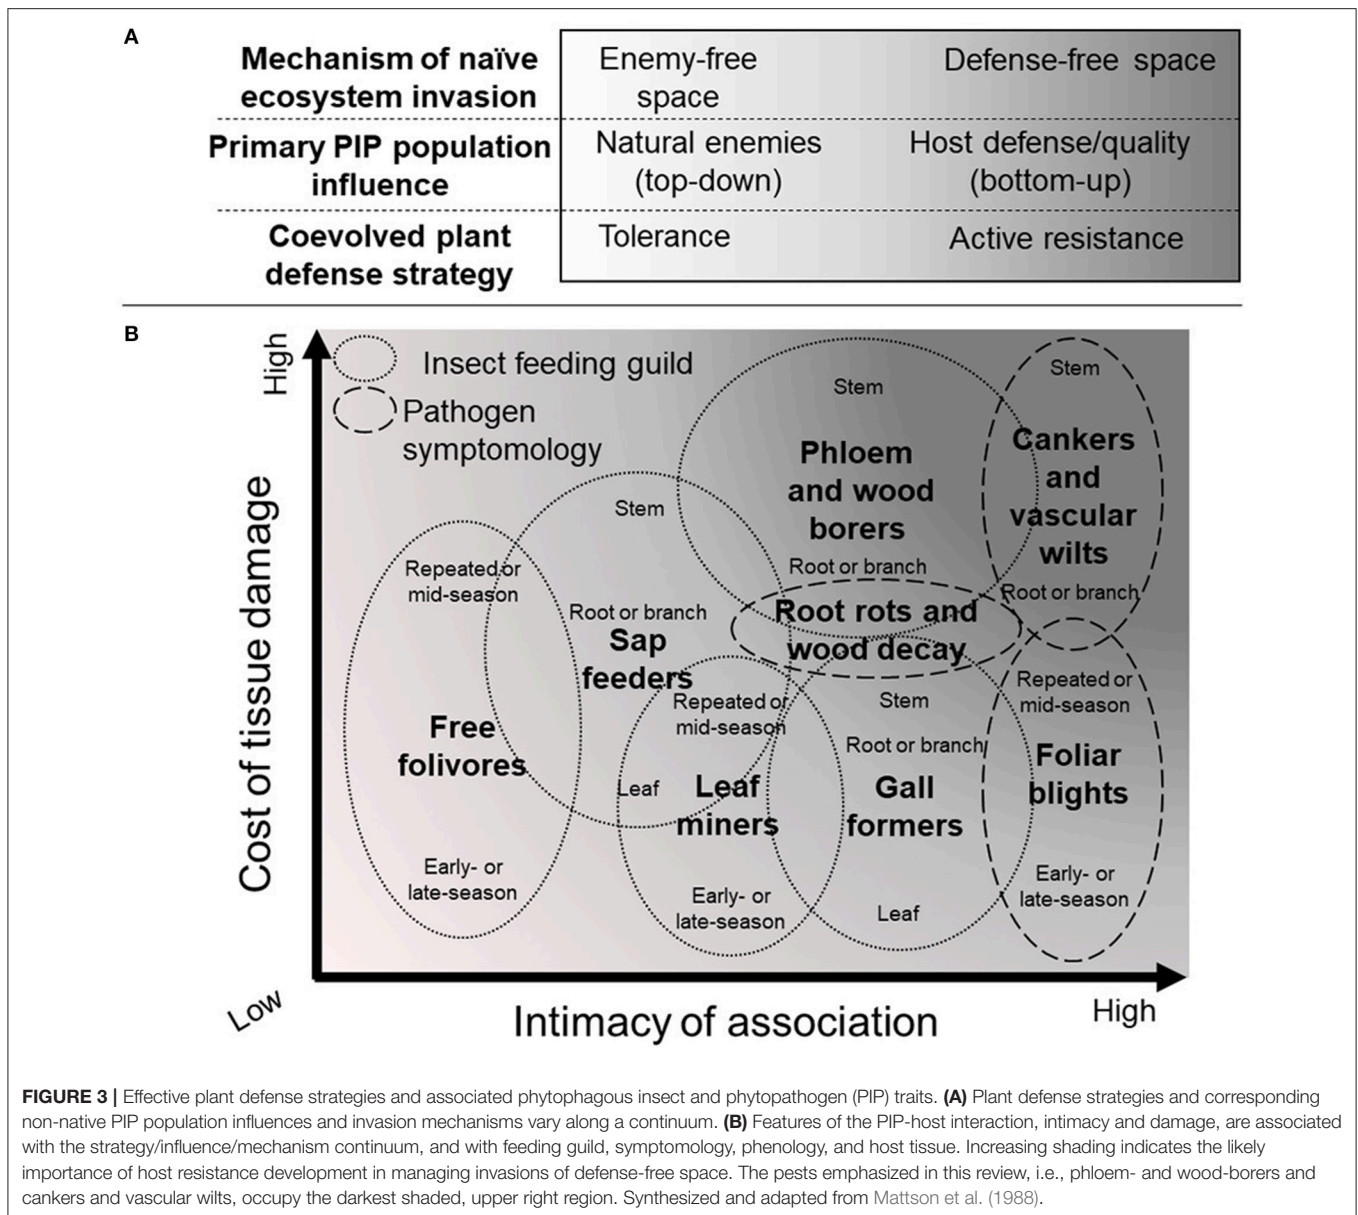 A
Mechanism of naïve
ecosystem invasion
Enemy-free
space
Defense-free space
Primary PIP population
influence
Natural enemies
(top-down)
Host defense/quality
(bottom-up)
Coevolved plant
defense strategy
Tolerance
Active resistance
B
High
Cost of tissue damage
Insect feeding guild
Pathogen
symptomology
Stem
Phloem
and wood
borers
Root or branch
Stem
Cankers
and
vascular
wilts
Root or branch
Stem
Root or branch
Sap
feeders
Leaf
Repeated or
mid-season
Free
folivores
Early- or
late-season
Root rots and
wood decay
Repeated or
mid-season
Leaf
miners
Early- or
late-season
Stem
Root or branch
Gall
formers
Leaf
Repeated or
mid-season
Foliar
blights
Early- or
late-season
Low
Intimacy of association
High
FIGURE 3 | Effective plant defense strategies and associated phytophagous insect and phytopathogen (PIP) traits. (A) Plant defense strategies and corresponding
non-native PIP population influences and invasion mechanisms vary along a continuum. (B) Features of the PIP-host interaction, intimacy and damage, are associated
with the strategy/influence/mechanism continuum, and with feeding guild, symptomology, phenology, and host tissue. Increasing shading indicates the likely
importance of host resistance development in managing invasions of defense-free space. The pests emphasized in this review, i.e., phloem- and wood-borers and
cankers and vascular wilts, occupy the darkest shaded, upper right region. Synthesized and adapted from Mattson et al. (1988).